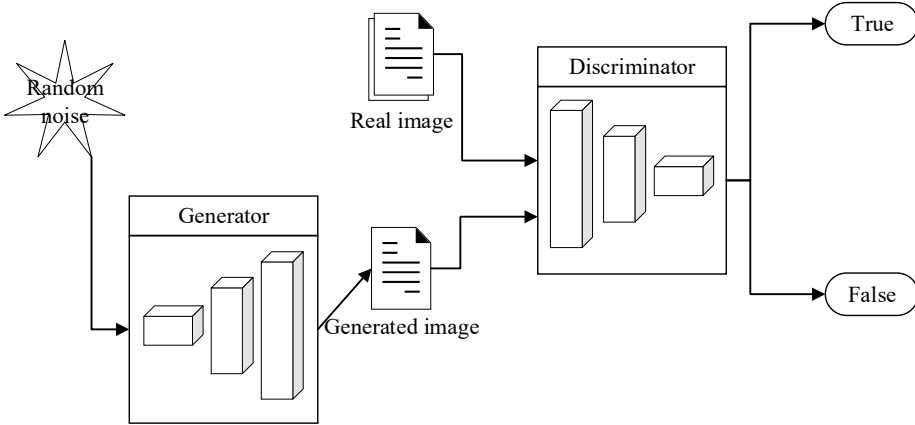 True
Discriminator
Random
noise
Real image
Generator
Generated image
False